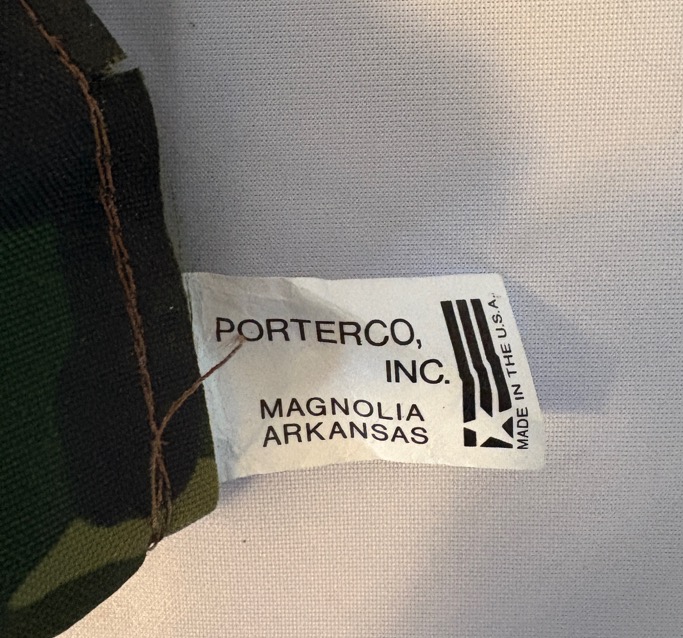 PORTERCO,
INC.
MAGNOLIA
ARKANSAS
MADE IN THE U.S.A.